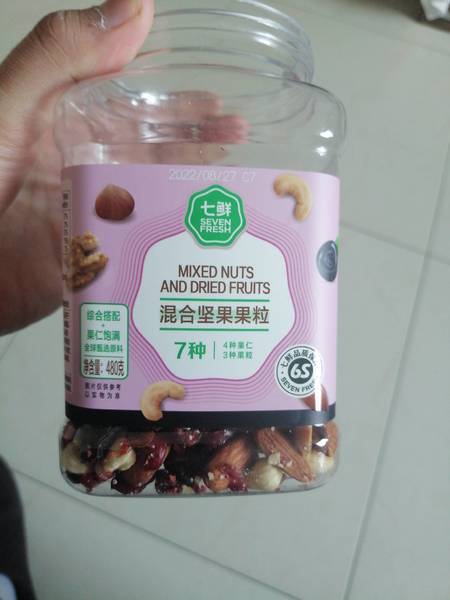 2022/08/27 C7
七鲜
SEVEN
FRESH
MIXED NUTS
AND DRIED FRUITS
混合坚果果粒
7种
4种果仁
3种果粒
综合搭配
+
果仁饱满
全球甄选原料
净含量：480克
图片仅供参考
以实物为准
七鲜品质保
6S
SEVEN FRESH